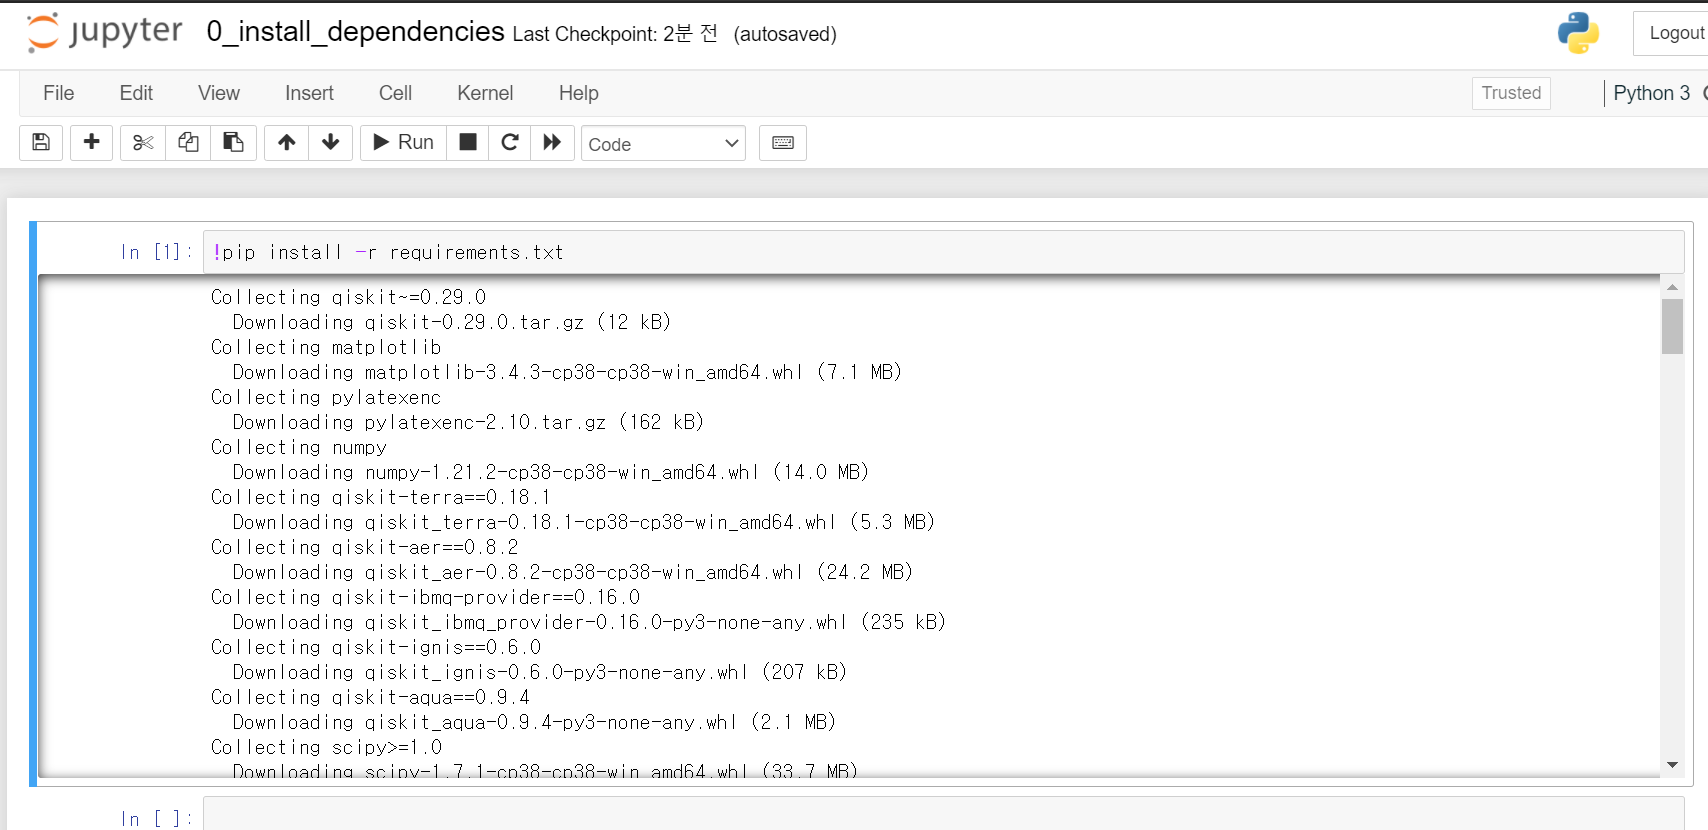 jupyter 0_install_dependencies Last Checkpoint: 2분 전 (autosaved) Logout
File Edit View Insert Cell Kernel Help Trusted Python 3
Run Code
In [1]: !pip install -r requirements.txt
Collecting qiskit~=0.29.0
Downloading qiskit-0.29.0.tar.gz (12 kB)
Collecting matplotlib
Downloading matplotlib-3.4.3-cp38-cp38-win_amd64.whl (7.1 MB)
Collecting pylatexenc
Downloading pylatexenc-2.10.tar.gz (162 kB)
Collecting numpy
Downloading numpy-1.21.2-cp38-cp38-win_amd64.whl (14.0 MB)
Collecting qiskit-terra==0.18.1
Downloading qiskit_terra-0.18.1-cp38-cp38-win_amd64.whl (5.3 MB)
Collecting qiskit-aer==0.8.2
Downloading qiskit_aer-0.8.2-cp38-cp38-win_amd64.whl (24.2 MB)
Collecting qiskit-ibmq-provider==0.16.0
Downloading qiskit_ibmq_provider-0.16.0-py3-none-any.whl (235 kB)
Collecting qiskit-ignis==0.6.0
Downloading qiskit_ignis-0.6.0-py3-none-any.whl (207 kB)
Collecting qiskit-aqua==0.9.4
Downloading qiskit_aqua-0.9.4-py3-none-any.whl (2.1 MB)
Collecting scipy>=1.0
Downloading scipy-1.7.1-cp38-cp38-win_amd64.whl (33.7 MB)
In [ ]: